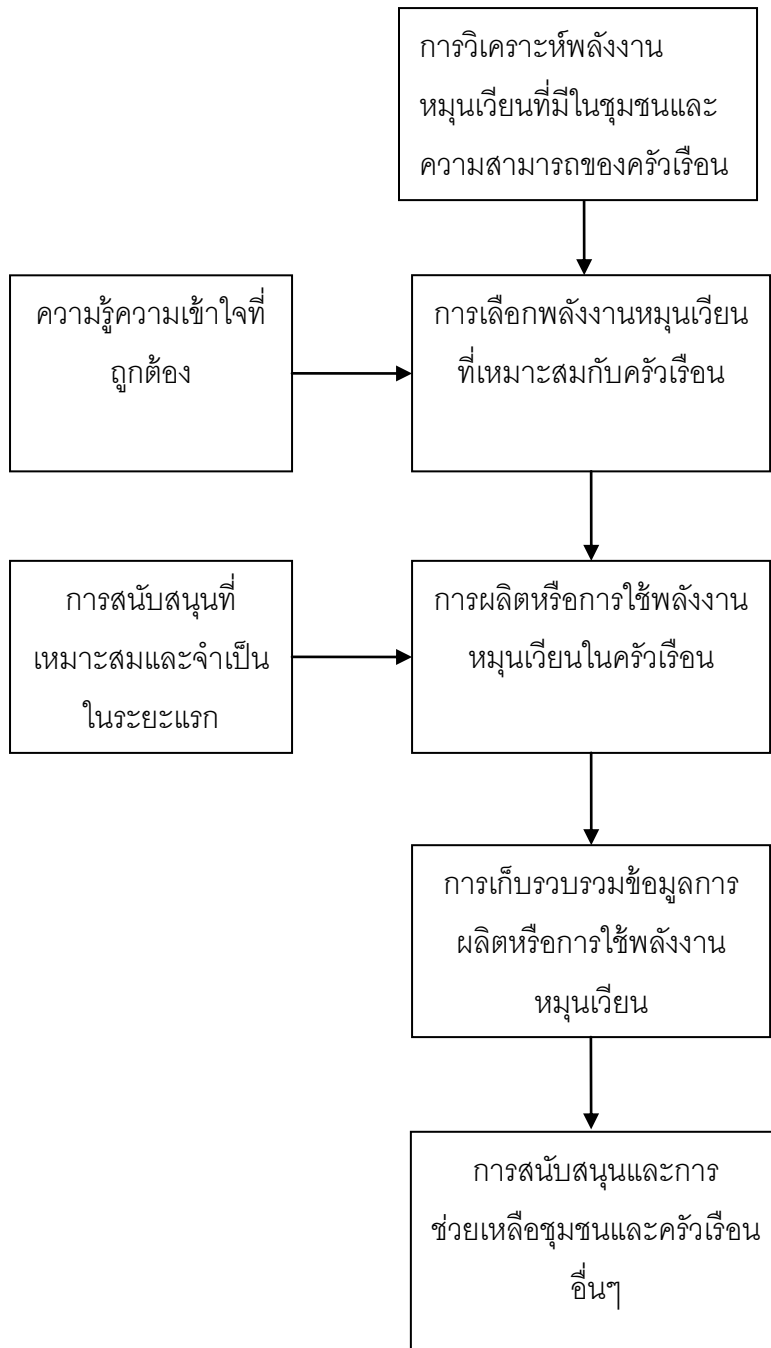 การวิเคราะห์พลังงาน
หมุนเวียนที่มีในชุมชนและ
ความสามารถของครัวเรือน
ความรู้ความเข้าใจที่
ถูกต้อง
การเลือกพลังงานหมุนเวียน
ที่เหมาะสมกับครัวเรือน
การสนับสนุนที่
เหมาะสมและจำเป็น
ในระยะแรก
การผลิตหรือการใช้พลังงาน
หมุนเวียนในครัวเรือน
การเก็บรวบรวมข้อมูลการ
ผลิตหรือการใช้พลังงาน
หมุนเวียน
การสนับสนุนและการ
ช่วยเหลือชุมชนและครัวเรือน
อื่นๆ